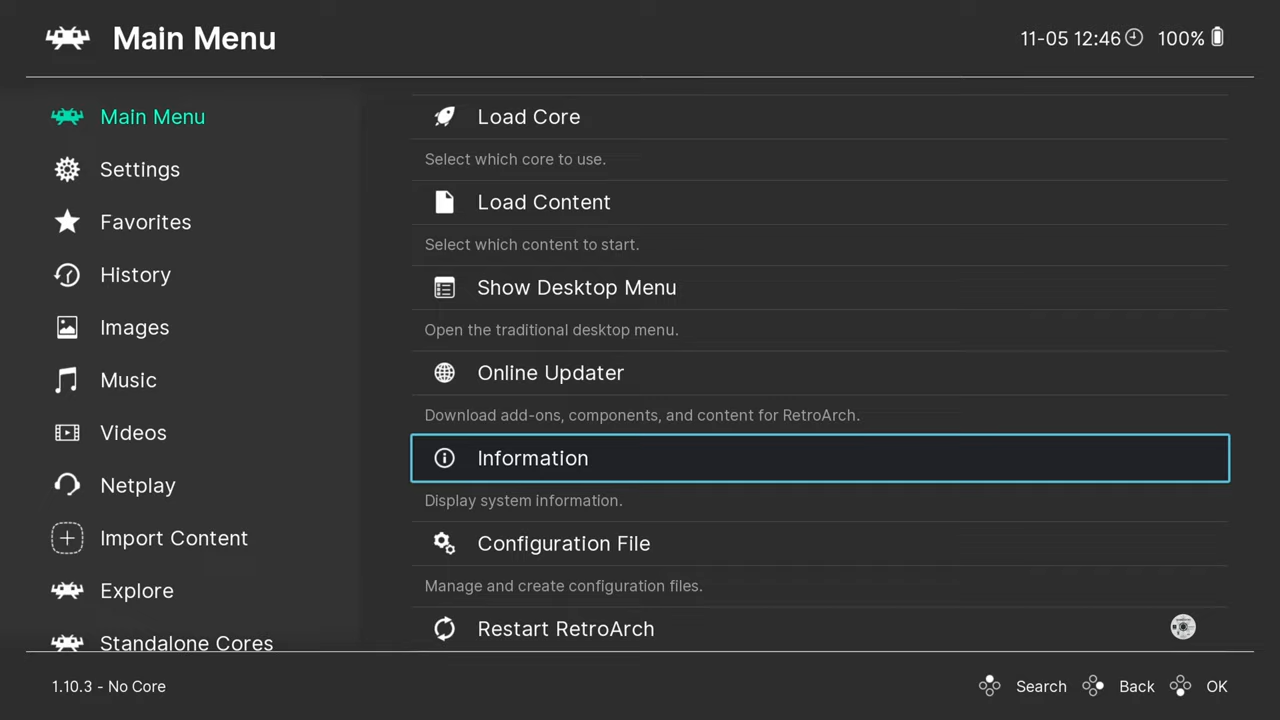 Main Menu
11-05 12:46 100%
Main Menu
Settings
Favorites
History
Images
Music
Videos
Netplay
Import Content
Explore
Standalone Cores
Load Core
Select which core to use.
Load Content
Select which content to start.
Show Desktop Menu
Open the traditional desktop menu.
Online Updater
Download add-ons, components, and content for RetroArch.
Information
Display system information.
Configuration File
Manage and create configuration files.
Restart RetroArch
1.10.3 - No Core
Search Back OK